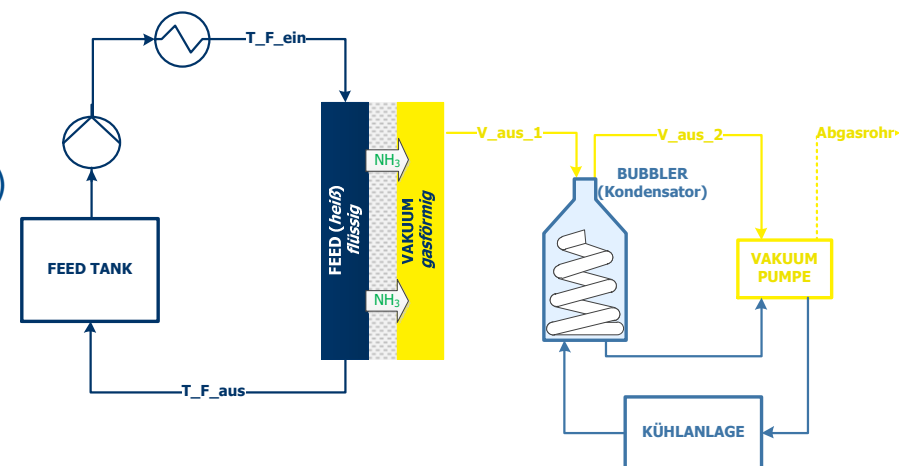 T_F_ein
V_aus_1
V_aus_2
Abgasrohr
NH3
BUBBLER
(Kondensator)
FEED (heiß)
flüssig
VAKUUM
gasförmig
FEED TANK
VAKUUM
PUMPE
NH3
T_F_aus
KÜHLANLAGE
)